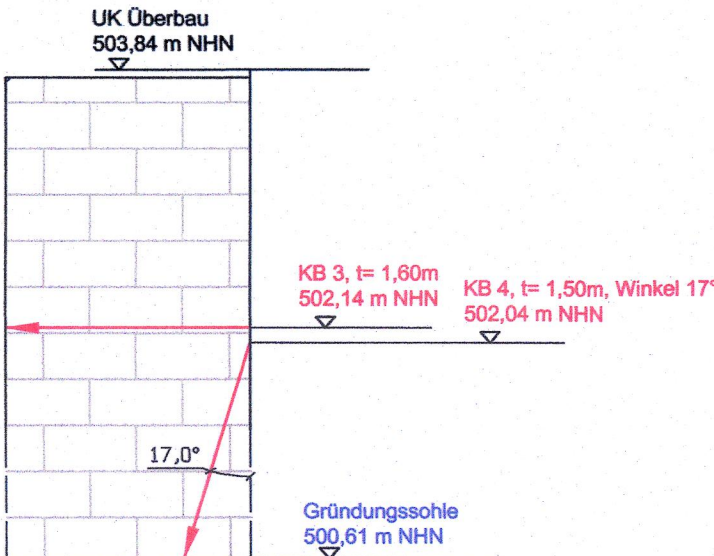 UK Überbau
503,84 m NHN
KB 3, t= 1,60m
502,14 m NHN
KB 4, t= 1,50m, Winkel 17°
502,04 m NHN
17,0°
Gründungssohle
500,61 m NHN